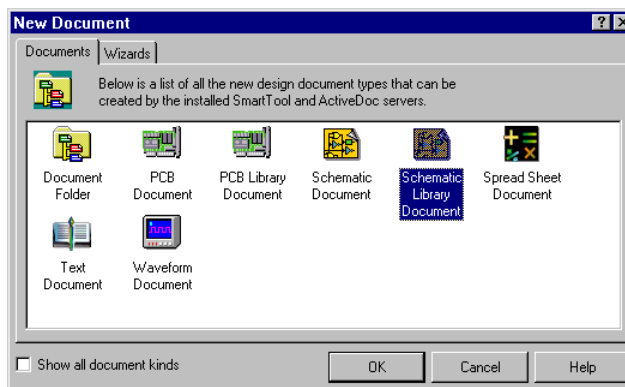 New Document
Documents Wizards
Below is a list of all the new design document types that can be
created by the installed SmartTool and ActiveDoc servers.
Document PCB PCB Library Schematic Schematic Spread Sheet
Folder Document Document Document Library Document
Document
Text Waveform
Document Document
Show all document kinds OK Cancel Help